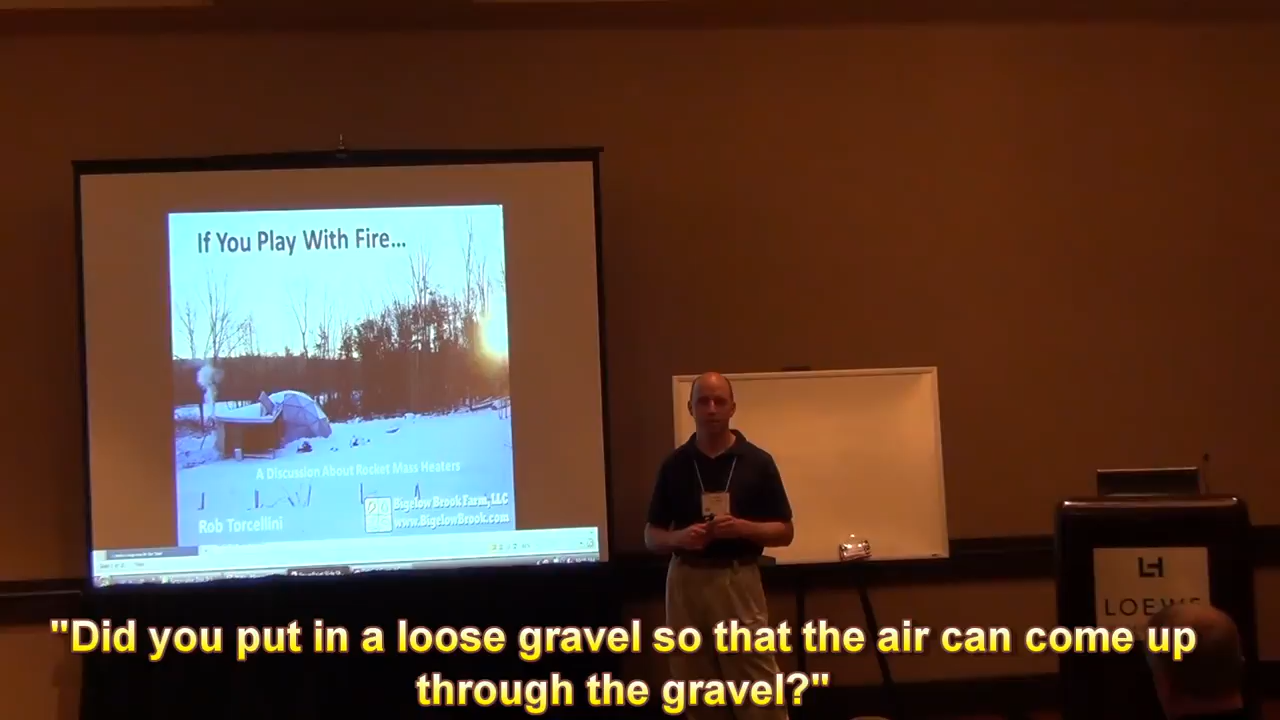 If You Play With Fire...
A Discussion About Rocket Mass Heaters
Bigelow Brook Farm, LLC
www.BigelowBrook.com
Rob Torcellini
LOEWS
"Did you put in a loose gravel so that the air can come up
through the gravel?"